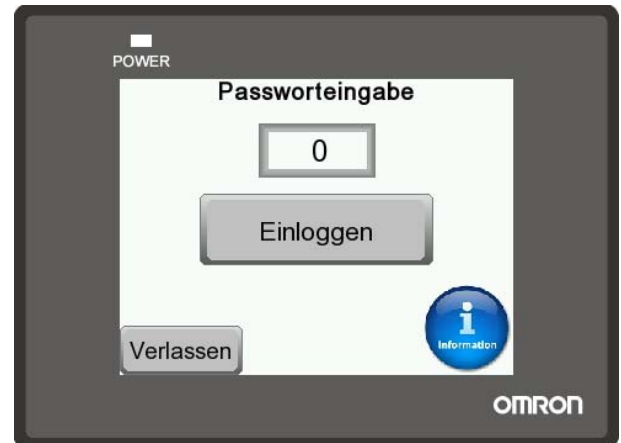 POWER
Passworteingabe
0
Einloggen
i
Information
Verlassen
OMRON